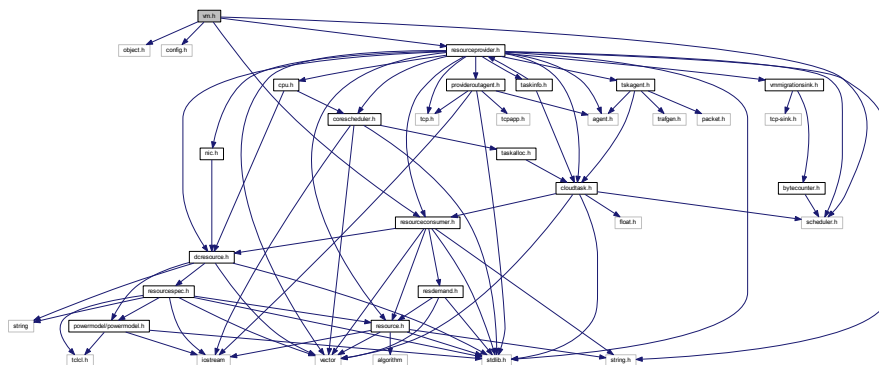 vm.h
object.h
config.h
resourceprovider.h
cpu.h
provideroutagent.h
taskinfo.h
tskagent.h
vmmigrationsink.h
corescheduler.h
tcp.h
tcpapp.h
agent.h
trafgen.h
packet.h
tcp-sink.h
nic.h
taskalloc.h
cloudtask.h
bytecounter.h
resourceconsumer.h
float.h
scheduler.h
dcresource.h
resourcespec.h
resdemand.h
string
powermodel/powermodel.h
resource.h
tclcl.h
iostream
vector
algorithm
stdlib.h
string.h